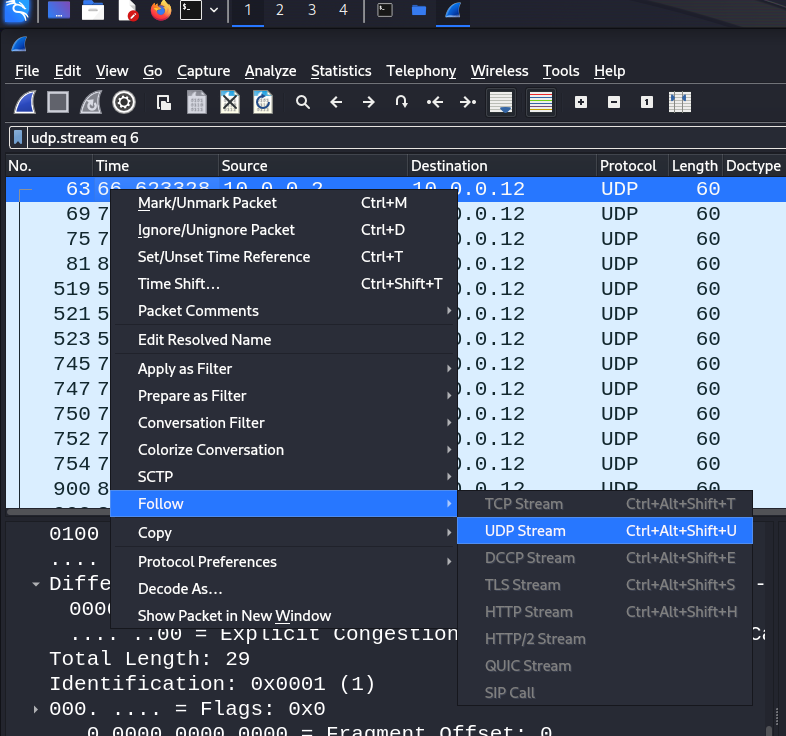 1 2 3 4
File Edit View Go Capture Analyze Statistics Telephony Wireless Tools Help
udp.stream eq 6
No. Time Source Destination Protocol Length Doctype
63 66.623328 10.0.0.2 10.0.0.12 UDP 60
69 7 .0.0.12 UDP 60
75 7 .0.0.12 UDP 60
81 8 .0.0.12 UDP 60
519 5 .0.0.12 UDP 60
521 5 .0.0.12 UDP 60
523 5 .0.0.12 UDP 60
745 7 .0.0.12 UDP 60
747 7 .0.0.12 UDP 60
750 7 .0.0.12 UDP 60
752 7 .0.0.12 UDP 60
754 7 .0.0.12 UDP 60
900 8 .0.0.12 UDP 60
Mark/Unmark Packet Ctrl+M
Ignore/Unignore Packet Ctrl+D
Set/Unset Time Reference Ctrl+T
Time Shift... Ctrl+Shift+T
Packet Comments
Edit Resolved Name
Apply as Filter
Prepare as Filter
Conversation Filter
Colorize Conversation
SCTP
Follow
Copy
Protocol Preferences
Decode As...
Show Packet in New Window
TCP Stream Ctrl+Alt+Shift+T
UDP Stream Ctrl+Alt+Shift+U
DCCP Stream Ctrl+Alt+Shift+E
TLS Stream Ctrl+Alt+Shift+S
HTTP Stream Ctrl+Alt+Shift+H
HTTP/2 Stream
QUIC Stream
SIP Call
0100
....
Differ
0000
.... ..00 = Explicit Congestion
Total Length: 29
Identification: 0x0001 (1)
000. .... = Flags: 0x0
...0 0000 0000 0000 = Fragment Offset: 0